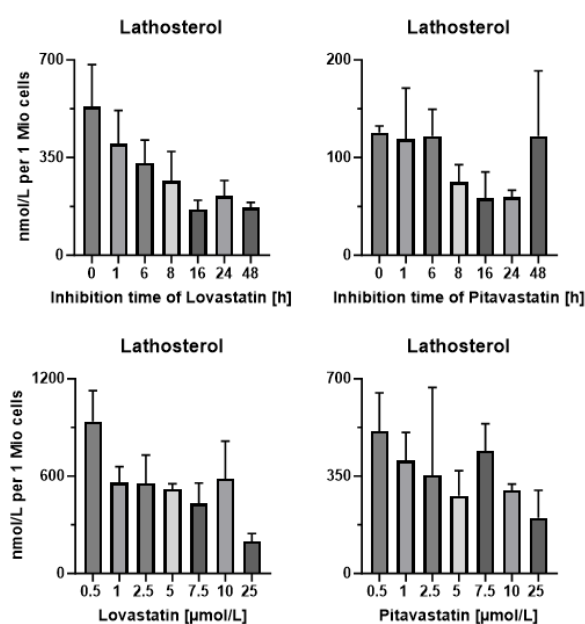 Lathosterol
nmol/L per 1 Mio cells
700
350
0
0 1 6 8 16 24 48
Inhibition time of Lovastatin [h]
Lathosterol
200
100
0
0 1 6 8 16 24 48
Inhibition time of Pitavastatin [h]
Lathosterol
nmol/L per 1 Mio cells
1200
600
0
0.5 1 2.5 5 7.5 10 25
Lovastatin [µmol/L]
Lathosterol
700
350
0
0.5 1 2.5 5 7.5 10 25
Pitavastatin [µmol/L]